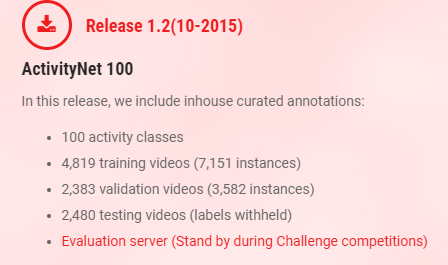 Release 1.2(10-2015)
ActivityNet 100
In this release, we include inhouse curated annotations:
• 100 activity classes
• 4,819 training videos (7,151 instances)
• 2,383 validation videos (3,582 instances)
• 2,480 testing videos (labels withheld)
• Evaluation server (Stand by during Challenge competitions)